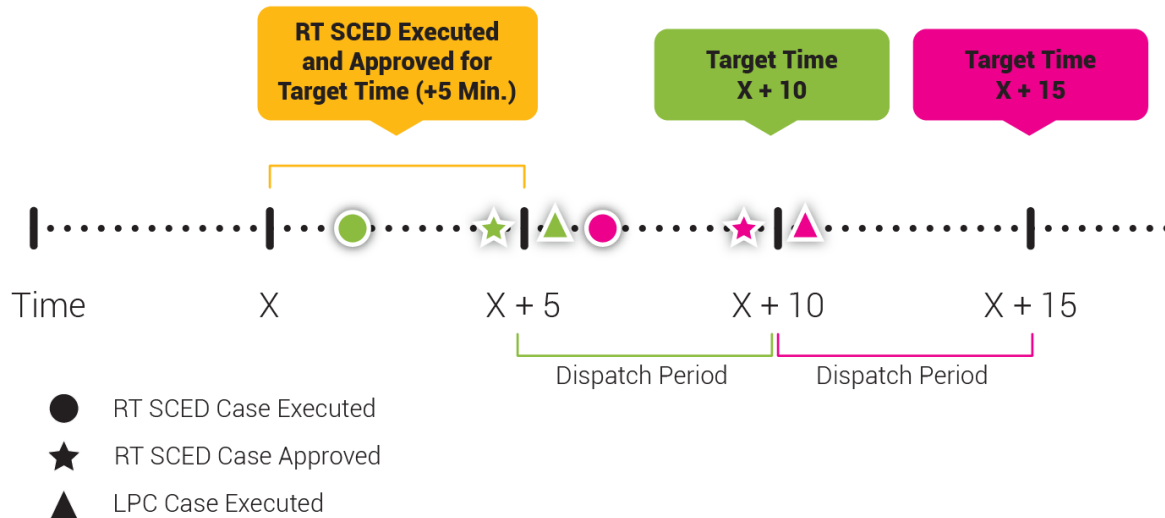 RT SCED Executed
and Approved for
Target Time (+5 Min.)
Target Time
X + 10
Target Time
X + 15
Time
X
X + 5
X + 10
X + 15
Dispatch Period
Dispatch Period
RT SCED Case Executed
RT SCED Case Approved
LPC Case Executed